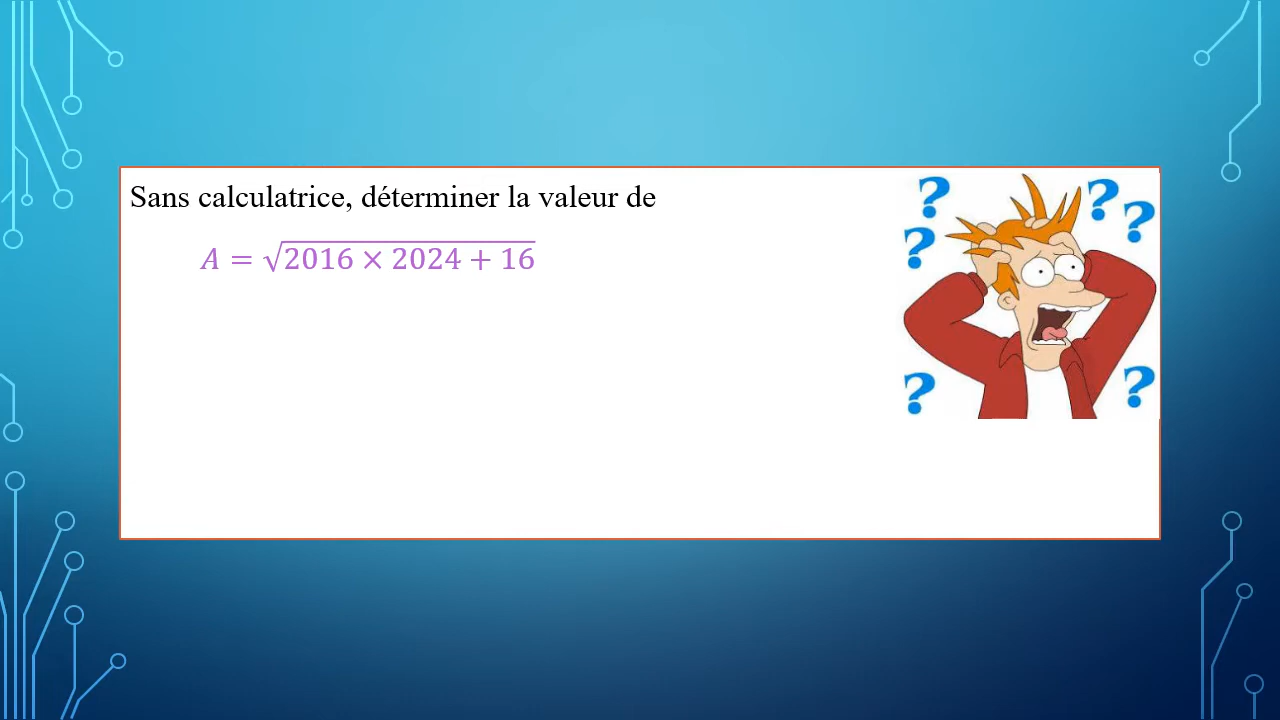 Sans calculatrice, déterminer la valeur de
A = √2016 × 2024 + 16
? ? ?
?
? ?